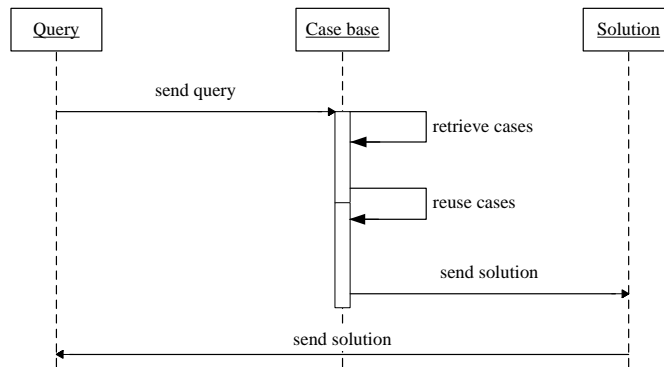 Query
Case base
Solution
send query
retrieve cases
reuse cases
send solution
send solution